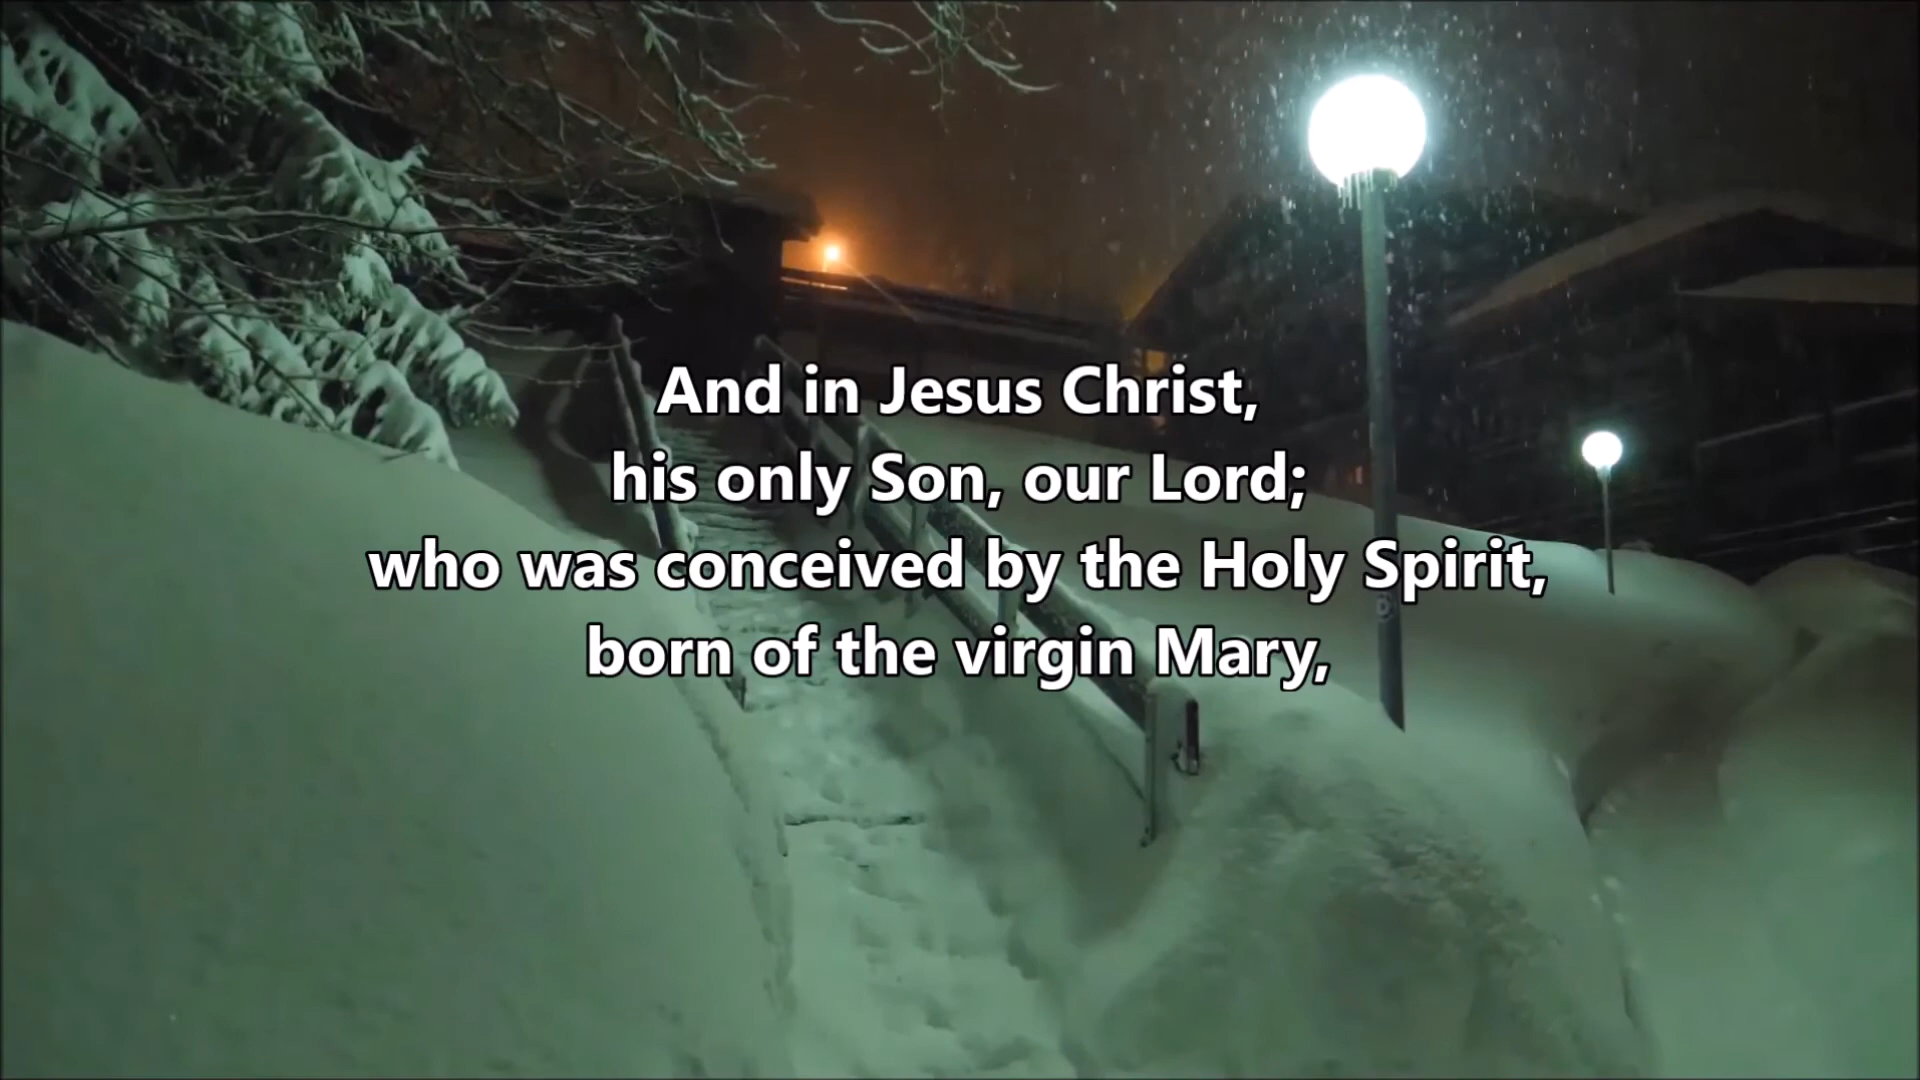 And in Jesus Christ,
his only Son, our Lord;
who was conceived by the Holy Spirit,
born of the virgin Mary,